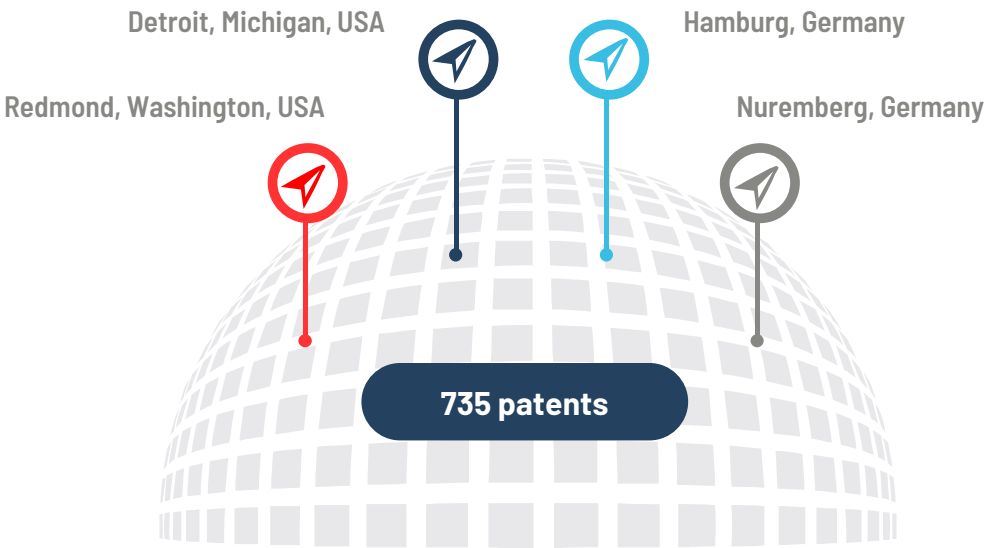 Detroit, Michigan, USA
Hamburg, Germany
Redmond, Washington, USA
Nuremberg, Germany
735 patents